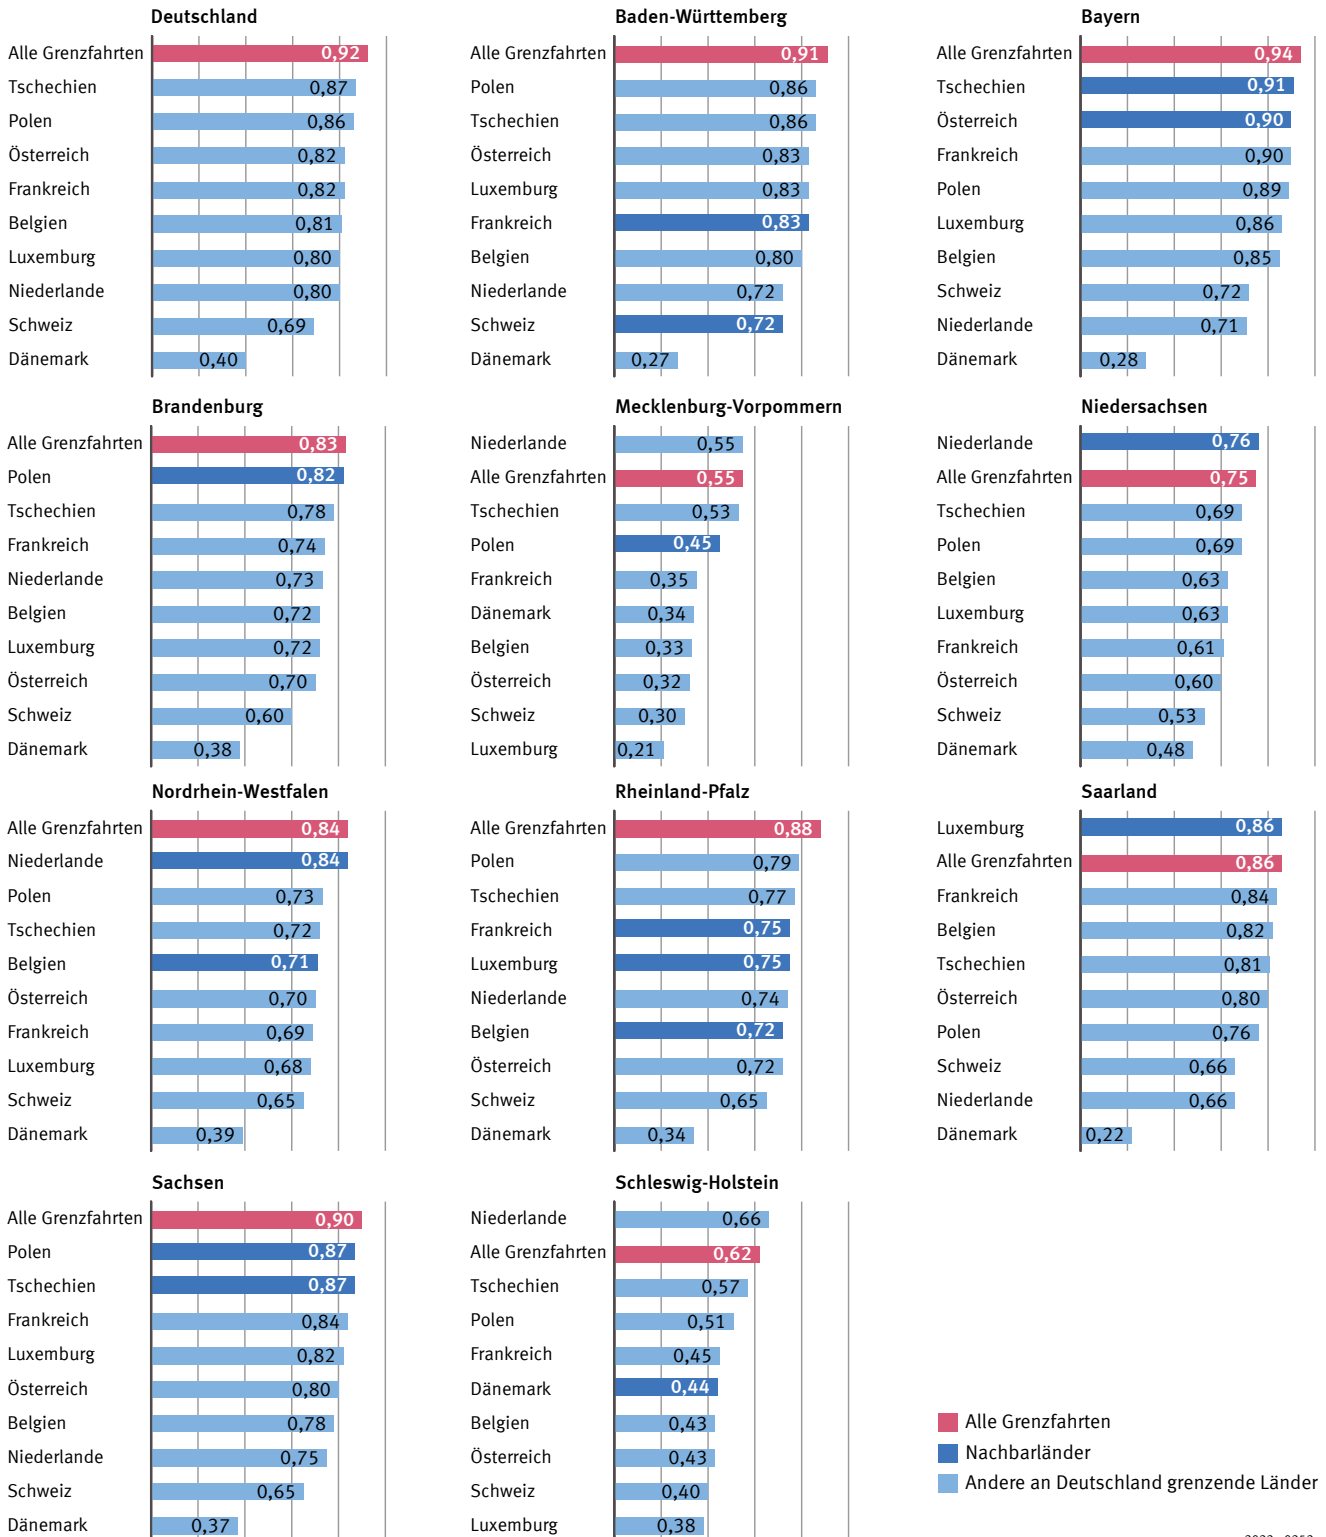 Deutschland
Alle Grenzfahrten 0,92
Tschechien 0,87
Polen 0,86
Österreich 0,82
Frankreich 0,82
Belgien 0,81
Luxemburg 0,80
Niederlande 0,80
Schweiz 0,69
Dänemark 0,40
Baden-Württemberg
Alle Grenzfahrten 0,91
Polen 0,86
Tschechien 0,86
Österreich 0,83
Luxemburg 0,83
Frankreich 0,83
Belgien 0,80
Niederlande 0,72
Schweiz 0,72
Dänemark 0,27
Bayern
Alle Grenzfahrten 0,94
Tschechien 0,91
Österreich 0,90
Frankreich 0,90
Polen 0,89
Luxemburg 0,86
Belgien 0,85
Schweiz 0,72
Niederlande 0,71
Dänemark 0,28
Brandenburg
Alle Grenzfahrten 0,83
Polen 0,82
Tschechien 0,78
Frankreich 0,74
Niederlande 0,73
Belgien 0,72
Luxemburg 0,72
Österreich 0,70
Schweiz 0,60
Dänemark 0,38
Mecklenburg-Vorpommern
Niederlande 0,55
Alle Grenzfahrten 0,55
Tschechien 0,53
Polen 0,45
Frankreich 0,35
Dänemark 0,34
Belgien 0,33
Österreich 0,32
Schweiz 0,30
Luxemburg 0,21
Niedersachsen
Niederlande 0,76
Alle Grenzfahrten 0,75
Tschechien 0,69
Polen 0,69
Belgien 0,63
Luxemburg 0,63
Frankreich 0,61
Österreich 0,60
Schweiz 0,53
Dänemark 0,48
Nordrhein-Westfalen
Alle Grenzfahrten 0,84
Niederlande 0,84
Polen 0,73
Tschechien 0,72
Belgien 0,71
Österreich 0,70
Frankreich 0,69
Luxemburg 0,68
Schweiz 0,65
Dänemark 0,39
Rheinland-Pfalz
Alle Grenzfahrten 0,88
Polen 0,79
Tschechien 0,77
Frankreich 0,75
Luxemburg 0,75
Niederlande 0,74
Belgien 0,72
Österreich 0,72
Schweiz 0,65
Dänemark 0,34
Saarland
Luxemburg 0,86
Alle Grenzfahrten 0,86
Frankreich 0,84
Belgien 0,82
Tschechien 0,81
Österreich 0,80
Polen 0,76
Schweiz 0,66
Niederlande 0,66
Dänemark 0,22
Sachsen
Alle Grenzfahrten 0,90
Polen 0,87
Tschechien 0,87
Frankreich 0,84
Luxemburg 0,82
Österreich 0,80
Belgien 0,78
Niederlande 0,75
Schweiz 0,65
Dänemark 0,37
Schleswig-Holstein
Niederlande 0,66
Alle Grenzfahrten 0,62
Tschechien 0,57
Polen 0,51
Frankreich 0,45
Dänemark 0,44
Belgien 0,43
Österreich 0,43
Schweiz 0,40
Luxemburg 0,38
Alle Grenzfahrten
Nachbarländer
Andere an Deutschland grenzende Länder